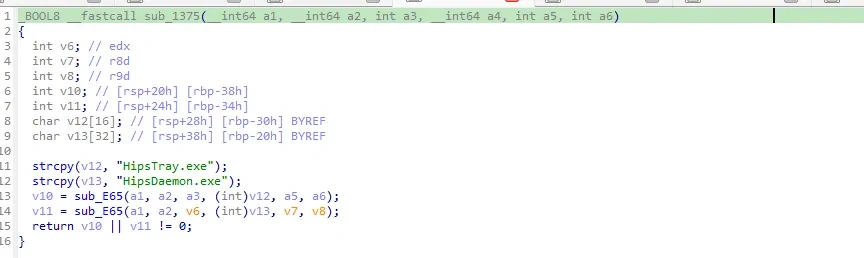 1 _BOOL8 __fastcall sub_1375(__int64 a1, __int64 a2, int a3, __int64 a4, int a5, int a6)
2 {
3 int v6; // edx
4 int v7; // r8d
5 int v8; // r9d
6 int v10; // [rsp+20h] [rbp-38h]
7 int v11; // [rsp+24h] [rbp-34h]
8 char v12[16]; // [rsp+28h] [rbp-30h] BYREF
9 char v13[32]; // [rsp+38h] [rbp-20h] BYREF
10
11 strcpy(v12, "HipsTray.exe");
12 strcpy(v13, "HipsDaemon.exe");
13 v10 = sub_E65(a1, a2, a3, (int)v12, a5, a6);
14 v11 = sub_E65(a1, a2, v6, (int)v13, v7, v8);
15 return v10 || v11 != 0;
16 }